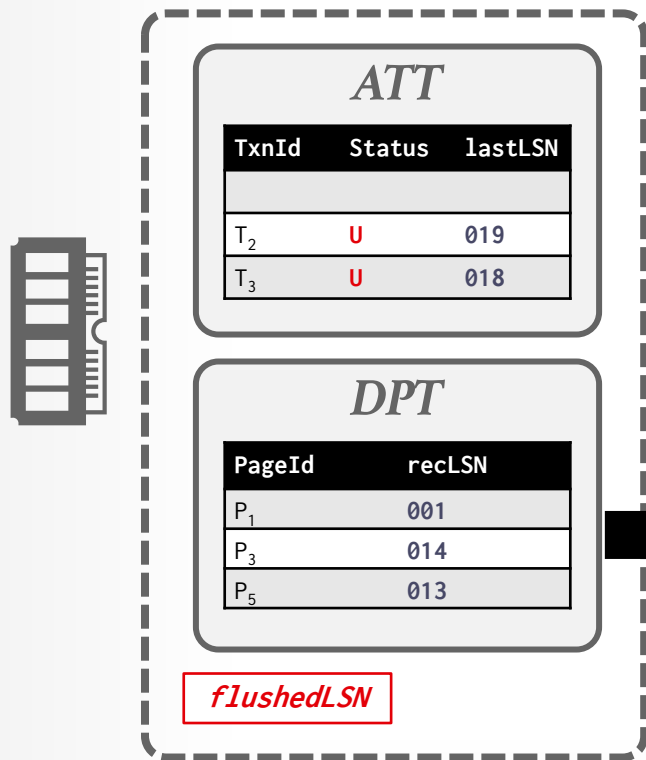 ATT
TxnId Status lastLSN
T₂ U 019
T₃ U 018
DPT
PageId recLSN
P₁ 001
P₃ 014
P₅ 013
flushedLSN